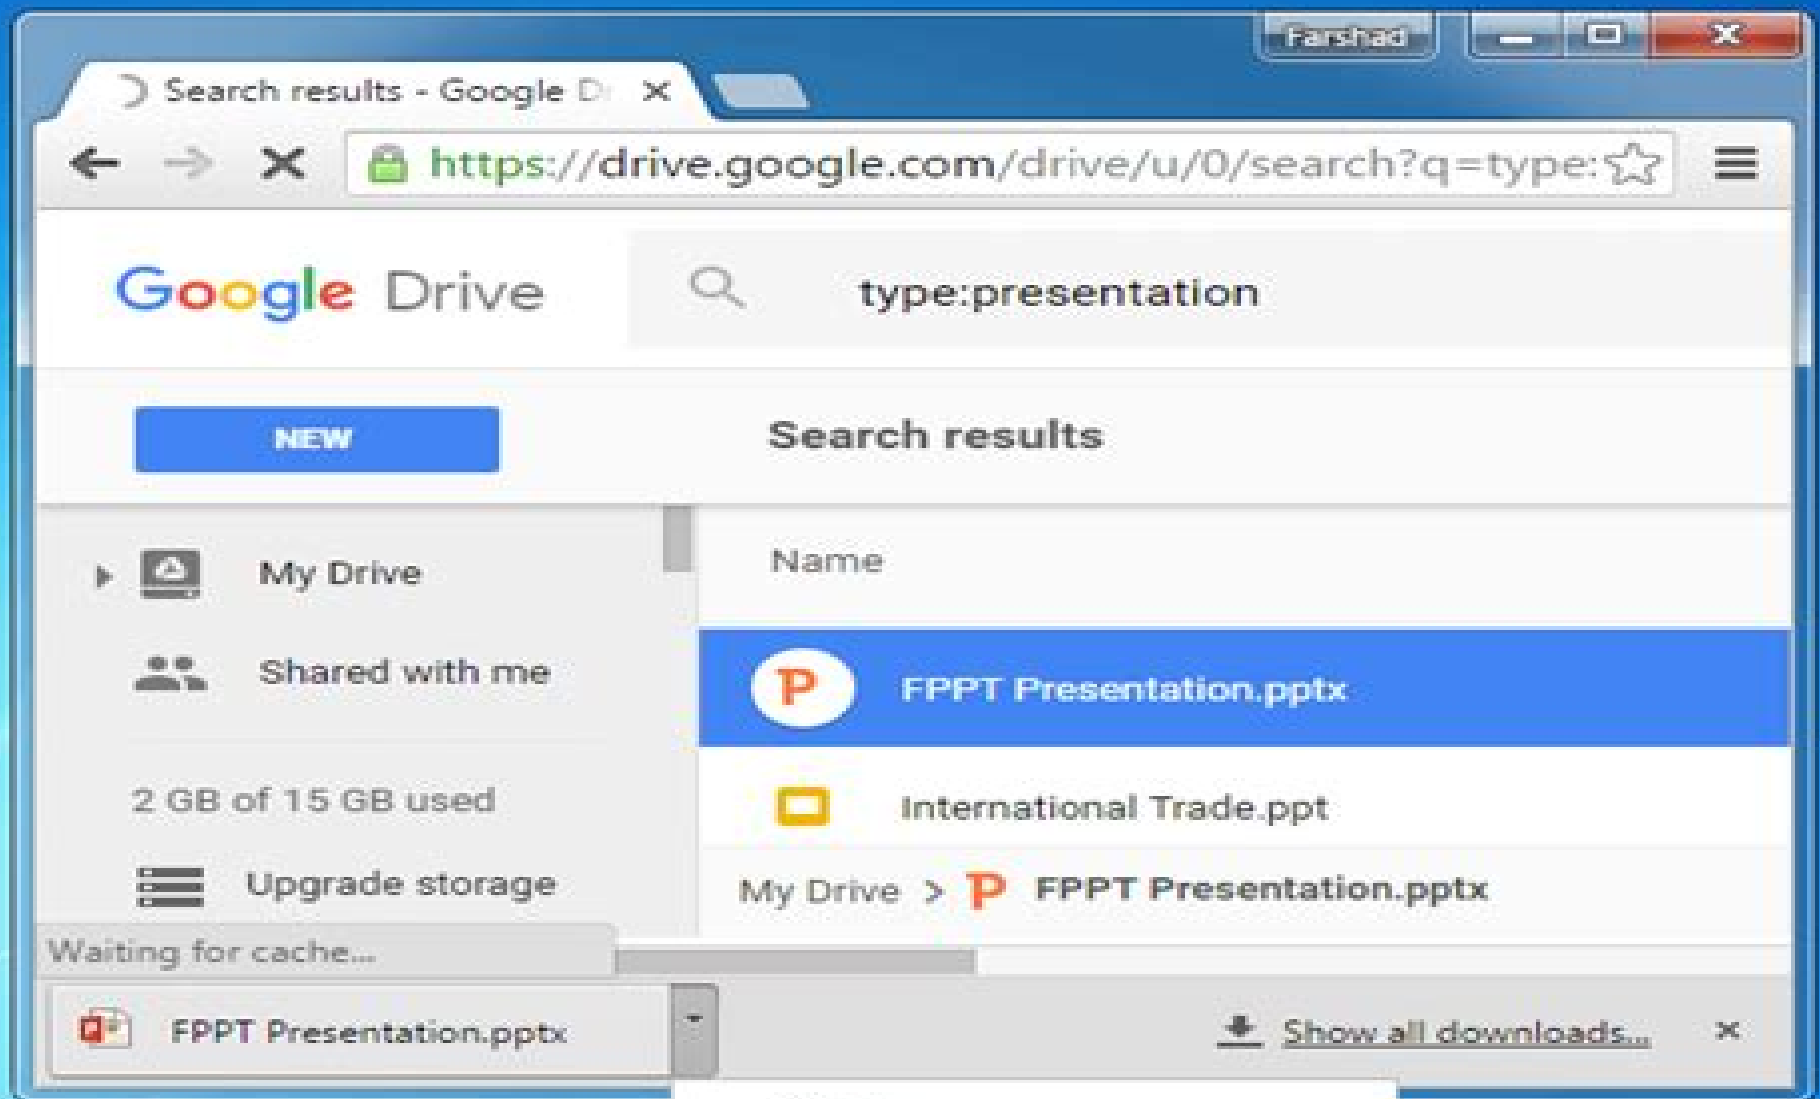 Farshad
Search results - Google D
https://drive.google.com/drive/u/0/search?q=type:
Google Drive
type:presentation
NEW
Search results
My Drive
Name
Shared with me
FPPT Presentation.pptx
2 GB of 15 GB used
International Trade.ppt
Upgrade storage
My Drive > FPPT Presentation.pptx
Waiting for cache...
FPPT Presentation.pptx
Show all downloads...